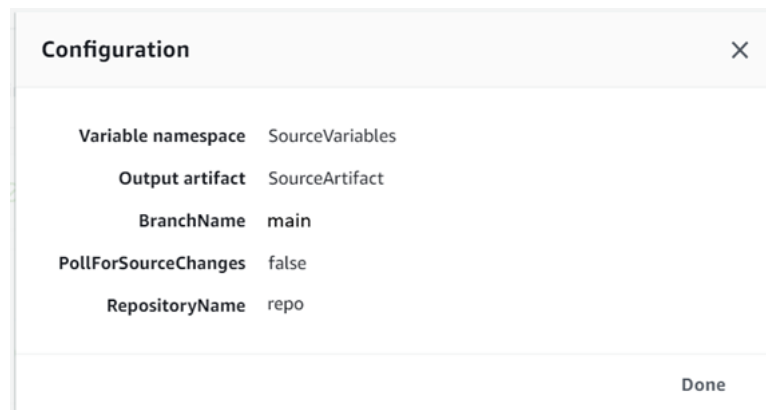 Configuration
Variable namespace SourceVariables
Output artifact SourceArtifact
BranchName main
PollForSourceChanges false
RepositoryName repo
Done